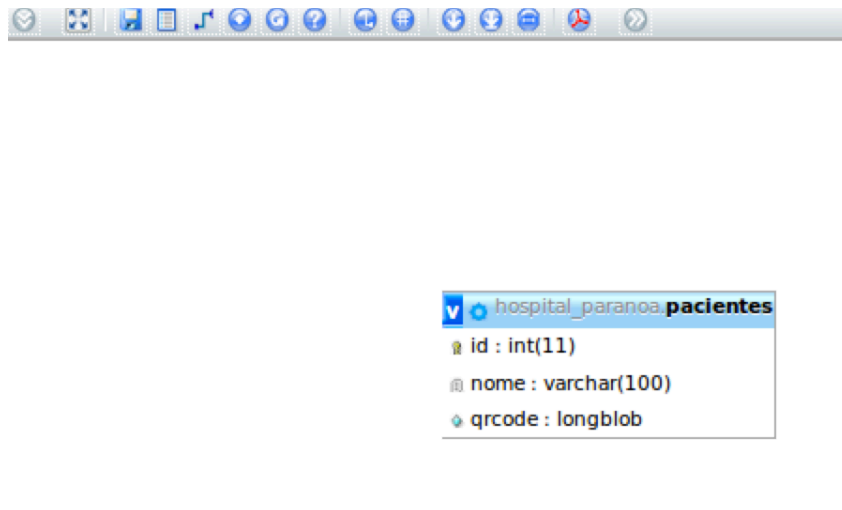 v hospital_paranoa.pacientes
id : int(11)
nome : varchar(100)
qrcode : longblob